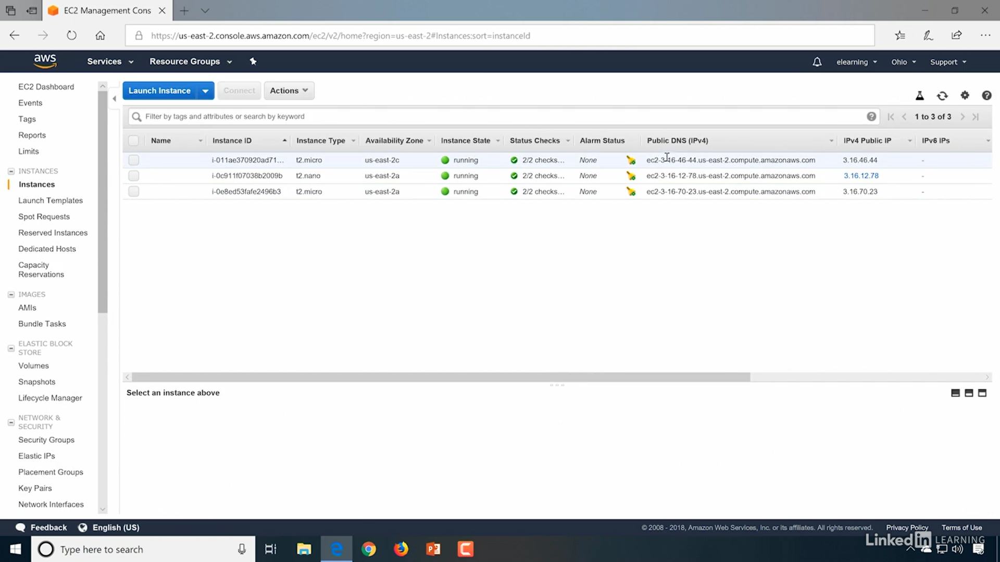 EC2 Management Cons
https://us-east-2.console.aws.amazon.com/ec2/v2/home?region=us-east-2#Instances:sort=instanceId
aws Services Resource Groups elearning Ohio Support
EC2 Dashboard
Events
Tags
Reports
Limits
INSTANCES
Instances
Launch Templates
Spot Requests
Reserved Instances
Dedicated Hosts
Capacity
Reservations
IMAGES
AMIs
Bundle Tasks
ELASTIC BLOCK
STORE
Volumes
Snapshots
Lifecycle Manager
NETWORK &
SECURITY
Security Groups
Elastic IPs
Placement Groups
Key Pairs
Network Interfaces
Launch Instance Connect Actions
Filter by tags and attributes or search by keyword 1 to 3 of 3
Name Instance ID Instance Type Availability Zone Instance State Status Checks Alarm Status Public DNS (IPv4) IPv4 Public IP IPv6 IPs
i-011ae370920ad71... t2.micro us-east-2c running 2/2 checks... None ec2-3-16-46-44.us-east-2.compute.amazonaws.com 3.16.46.44 -
i-0c911f07038b2009b t2.nano us-east-2a running 2/2 checks... None ec2-3-16-12-78.us-east-2.compute.amazonaws.com 3.16.12.78 -
i-0e8ed53fafe2496b3 t2.micro us-east-2a running 2/2 checks... None ec2-3-16-70-23.us-east-2.compute.amazonaws.com 3.16.70.23 -
Select an instance above
Feedback English (US) © 2008 - 2018, Amazon Web Services, Inc. or its affiliates. All rights reserved. Privacy Policy Terms of Use
Type here to search
LinkedIn LEARNING